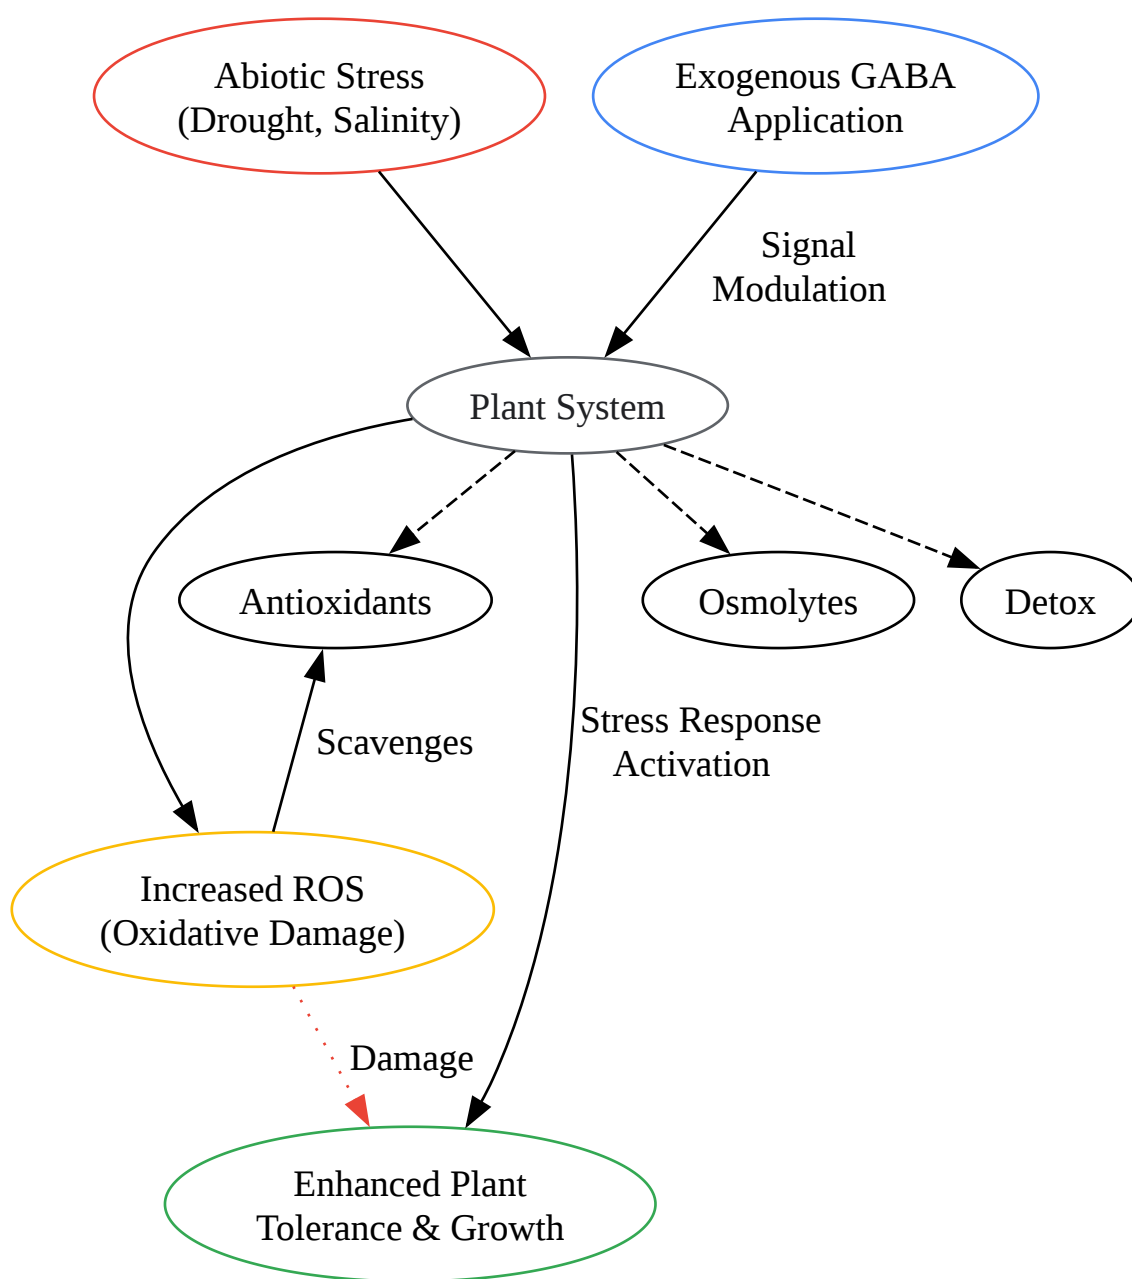 Abiotic Stress
(Drought, Salinity)
Exogenous GABA
Application
Signal
Modulation
Plant System
Antioxidants
Osmolytes
Detox
Stress Response
Activation
Scavenges
Increased ROS
(Oxidative Damage)
Damage
Enhanced Plant
Tolerance & Growth